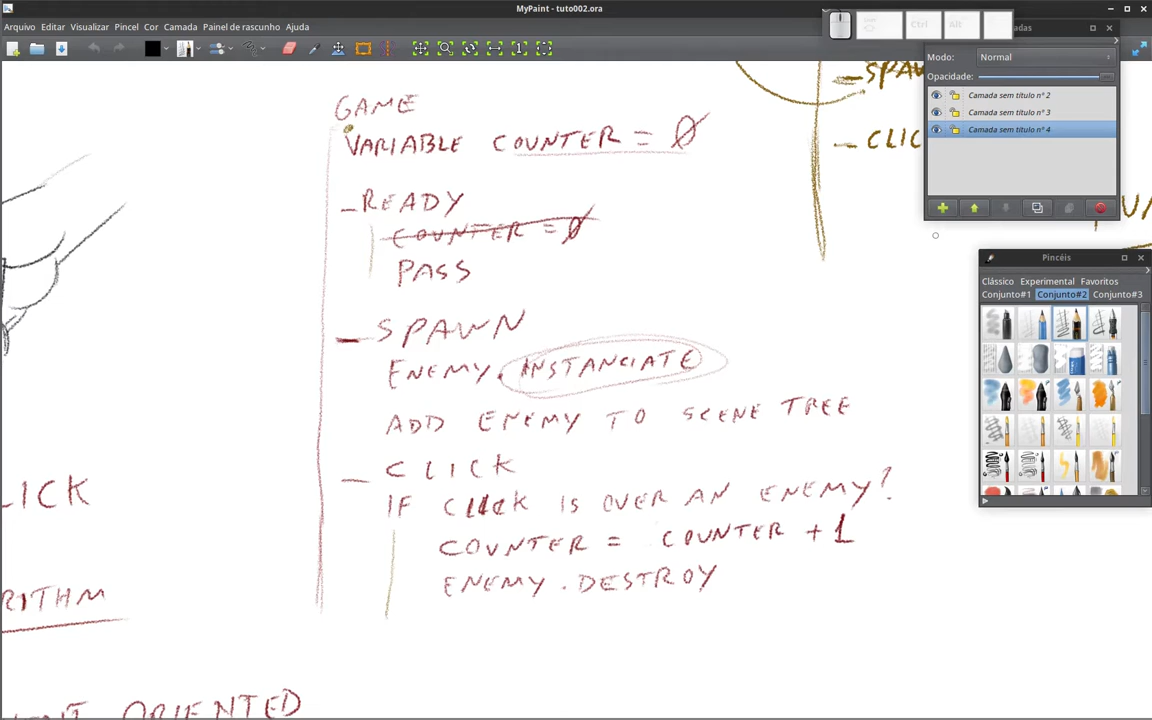 MyPaint - tuto002.ora
Arquivo Editar Visualizar Pincel Cor Camada Painel de rascunho Ajuda
Ctrl Alt
Modo: Normal
Opacidade:
Camada sem título nº 2
Camada sem título nº 3
Camada sem título nº 4
Pincéis
Clássico Experimental Favoritos
Conjunto#1 Conjunto#2 Conjunto#3
GAME
VARIABLE COUNTER = 0
_READY
COUNTER = 0
PASS
_SPAWN
ENEMY.INSTANCIATE
ADD ENEMY TO SCENE TREE
_CLICK
IF CLICK IS OVER AN ENEMY?
COUNTER = COUNTER + 1
ENEMY.DESTROY
ORIENTED